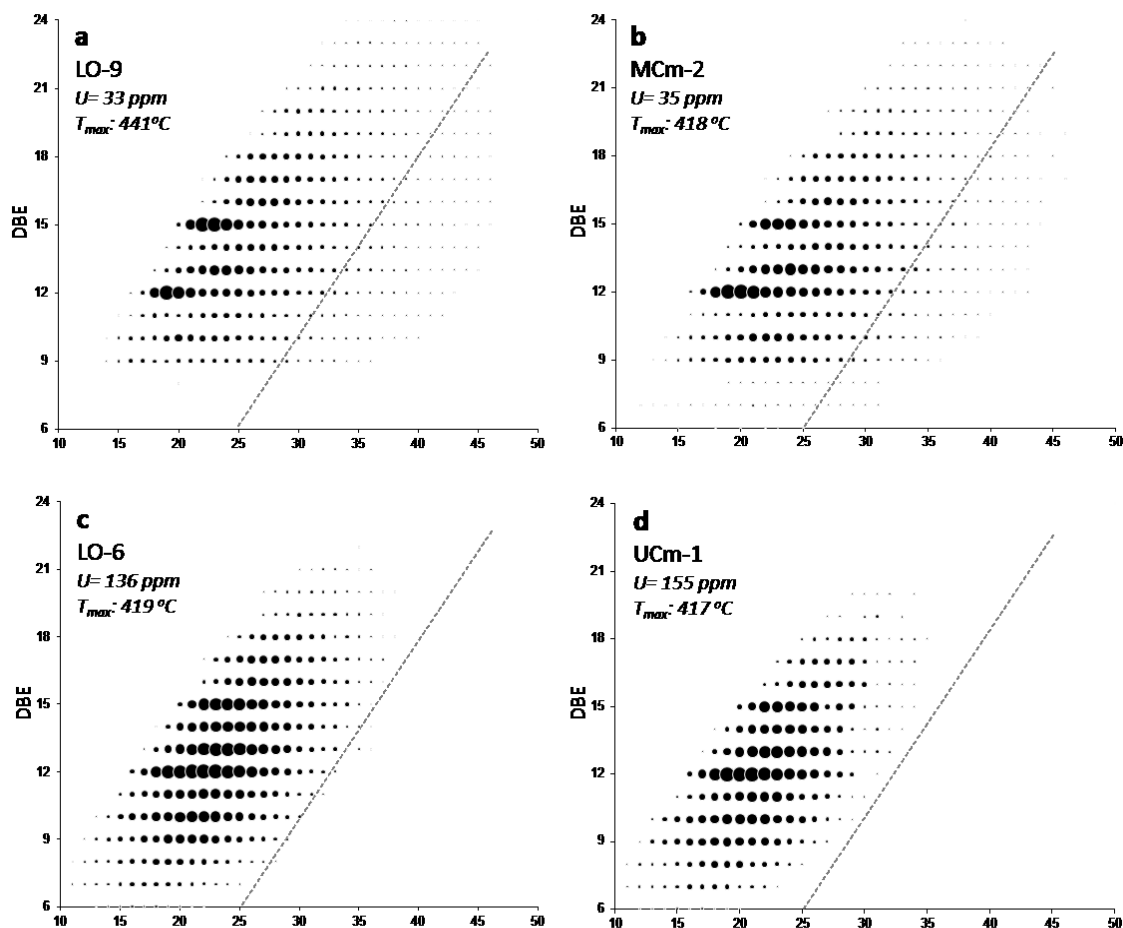 a
LO-9
U= 33 ppm
Tmax: 441ºC
DBE
24
21
18
15
12
9
6
10 15 20 25 30 35 40 45 50
b
MCm-2
U= 35 ppm
Tmax: 418 ºC
DBE
24
21
18
15
12
9
6
10 15 20 25 30 35 40 45 50
c
LO-6
U= 136 ppm
Tmax: 419 ºC
DBE
24
21
18
15
12
9
6
10 15 20 25 30 35 40 45 50
d
UCm-1
U= 155 ppm
Tmax: 417 ºC
DBE
24
21
18
15
12
9
6
10 15 20 25 30 35 40 45 50